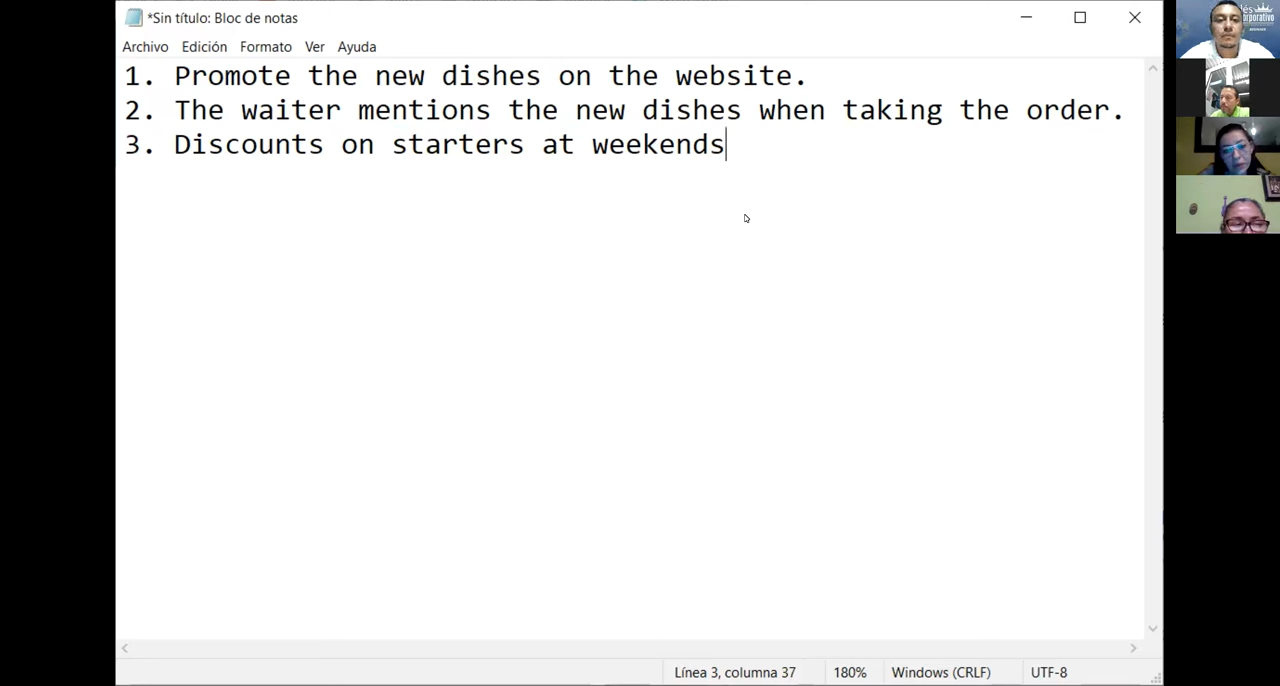 *Sin título: Bloc de notas
Archivo Edición Formato Ver Ayuda
1. Promote the new dishes on the website.
2. The waiter mentions the new dishes when taking the order.
3. Discounts on starters at weekends
Línea 3, columna 37 180% Windows (CRLF) UTF-8